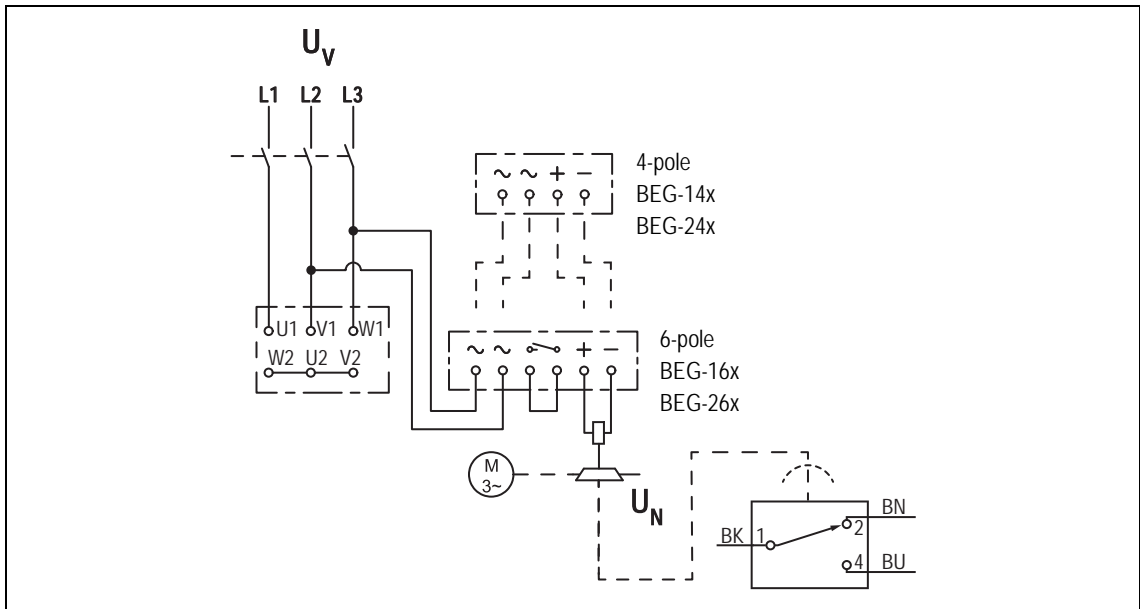 U_V
L1 L2 L3
~ ~ + −
4-pole
BEG-14x
BEG-24x
U1 V1 W1
W2 U2 V2
~ ~ + −
6-pole
BEG-16x
BEG-26x
M
3~
U_N
BK 1
2 BN
4 BU